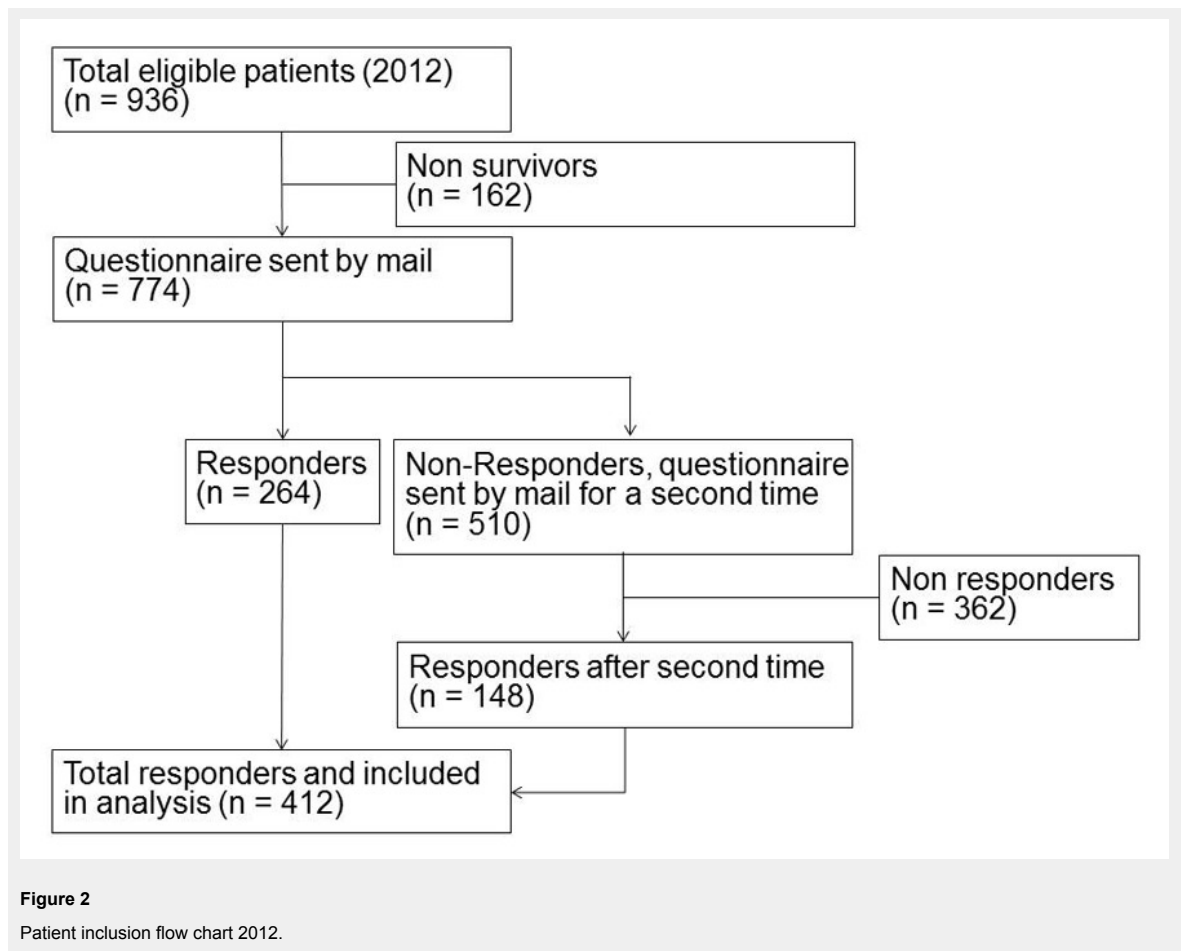 Total eligible patients (2012)
(n = 936)
Non survivors
(n = 162)
Questionnaire sent by mail
(n = 774)
Responders
(n = 264)
Non-Responders, questionnaire
sent by mail for a second time
(n = 510)
Non responders
(n = 362)
Responders after second time
(n = 148)
Total responders and included
in analysis (n = 412)
Figure 2
Patient inclusion flow chart 2012.